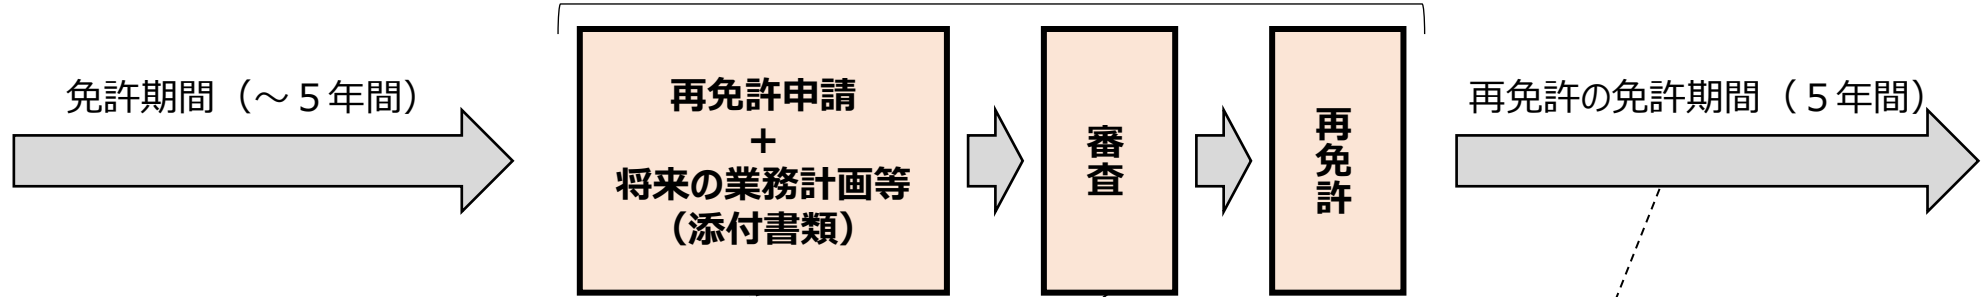 免許期間（～５年間）
再免許申請
＋
将来の業務計画等
（添付書類）
審査
再免許
再免許の免許期間（５年間）